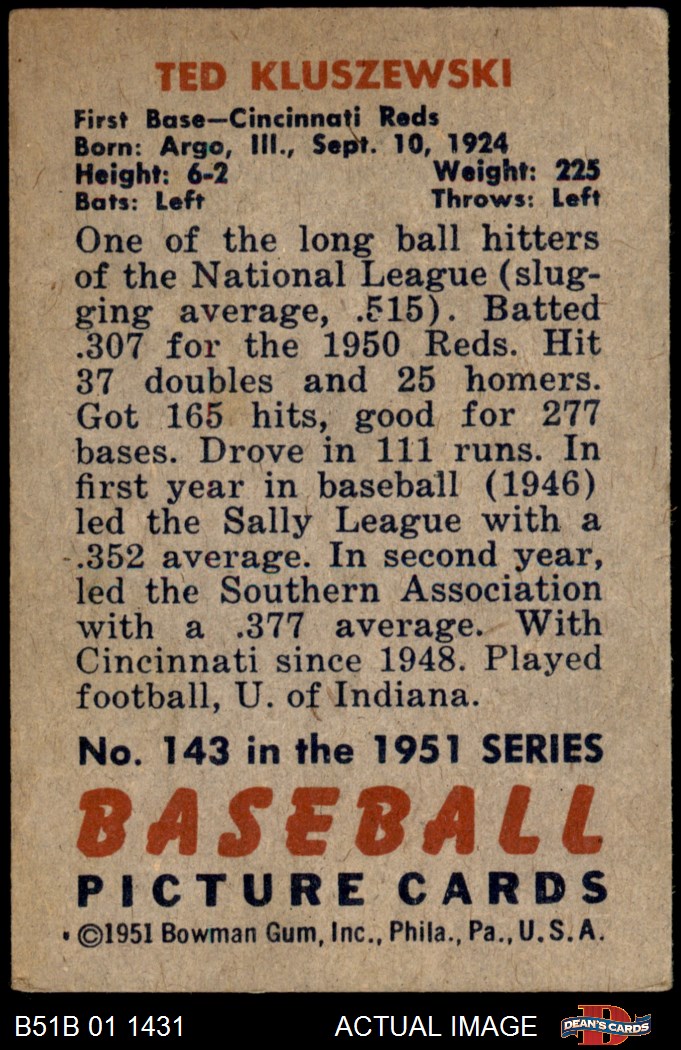 TED KLUSZEWSKI
First Base—Cincinnati Reds
Born: Argo, Ill., Sept. 10, 1924
Height: 6-2 Weight: 225
Bats: Left Throws: Left
One of the long ball hitters
of the National League (slug-
ging average, .515). Batted
.307 for the 1950 Reds. Hit
37 doubles and 25 homers.
Got 165 hits, good for 277
bases. Drove in 111 runs. In
first year in baseball (1946)
led the Sally League with a
.352 average. In second year,
led the Southern Association
with a .377 average. With
Cincinnati since 1948. Played
football, U. of Indiana.
No. 143 in the 1951 SERIES
BASEBALL
PICTURE CARDS
©1951 Bowman Gum, Inc., Phila., Pa., U.S.A.
B51B 01 1431 ACTUAL IMAGE DEAN'S CARDS